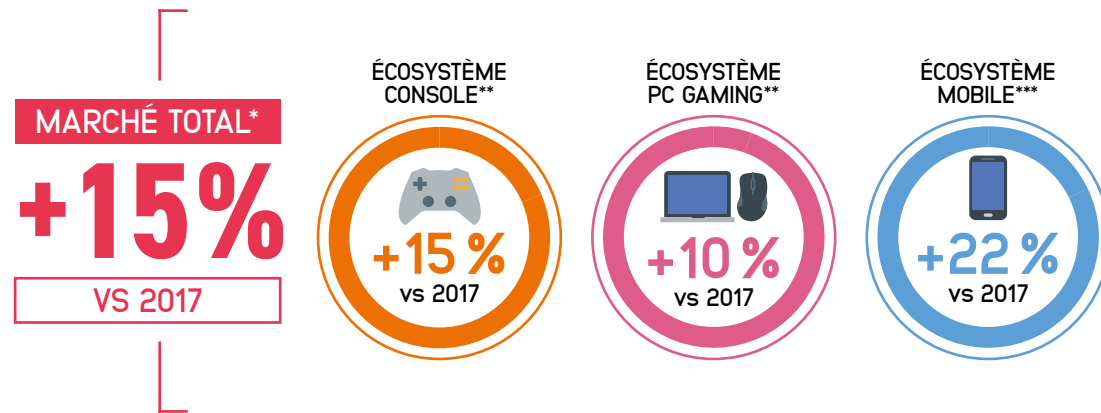 MARCHÉ TOTAL*
+15%
VS 2017
ÉCOSYSTÈME
CONSOLE**
+15 %
vs 2017
ÉCOSYSTÈME
PC GAMING**
+10 %
vs 2017
ÉCOSYSTÈME
MOBILE***
+22 %
vs 2017